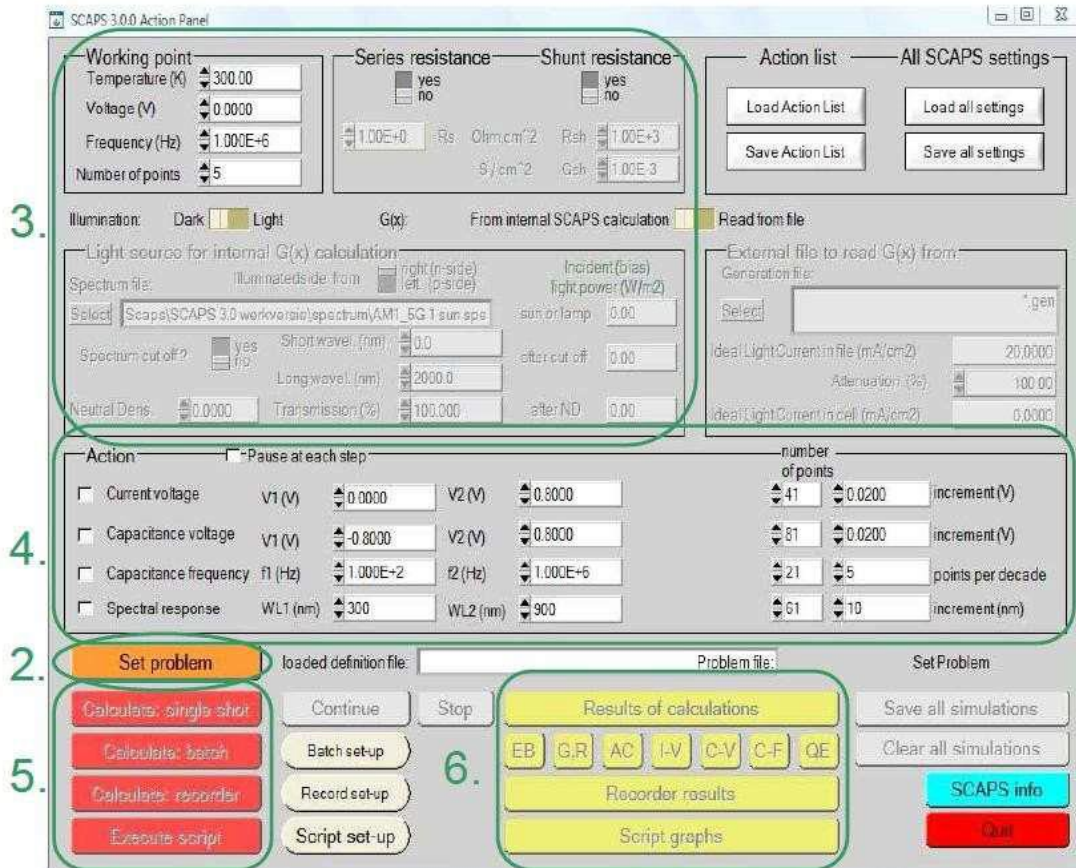 SCAPS 3.0.0 Action Panel
Working point
Temperature (K) 300.00
Voltage (V) 0.0000
Frequency (Hz) 1.000E+6
Number of points 5
Series resistance
yes
no
Shunt resistance
yes
no
1.00E+0 Rs Ohm.cm^2 Rsh 1.00E+3
S / cm^2 Gsh 1.00E-3
Action list
Load Action List
Save Action List
All SCAPS settings
Load all settings
Save all settings
3.
Illumination: Dark Light G(x): From internal SCAPS calculation Read from file
Light source for internal G(x) calculation
Spectrum file: Illuminatedside from right (n-side)
left (p-side)
Incident (bias)
light power (W/m2)
Select Scaps\SCAPS 3.0 werkversie\spectrum\AM1_5G 1 sun.spe sun or lamp 0.00
Spectrum cut off? yes
no
Short wavel. (nm) 0.0
Long wavel. (nm) 2000.0
after cut off 0.00
Neutral Dens. 0.0000 Transmission (%) 100.000 after ND 0.00
External file to read G(x) from
Generation file:
Select *.gen
Ideal Light Current in file (mA/cm2) 20.0000
Attenuation (%) 100.00
Ideal Light Current in cell (mA/cm2) 0.0000
4.
Action Pause at each step number
of points
Current voltage V1 (V) 0.0000 V2 (V) 0.8000 41 0.0200 increment (V)
Capacitance voltage V1 (V) -0.8000 V2 (V) 0.8000 81 0.0200 increment (V)
Capacitance frequency f1 (Hz) 1.000E+2 f2 (Hz) 1.000E+6 21 5 points per decade
Spectral response WL1 (nm) 300 WL2 (nm) 900 61 10 increment (nm)
2.
Set problem loaded definition file: Problem file: Set Problem
5.
Calculate: single shot Continue Stop Results of calculations Save all simulations
Calculate: batch Batch set-up 6. EB G,R AC I-V C-V C-F QE Clear all simulations
Calculate: recorder Record set-up Recorder results SCAPS info
Execute script Script set-up Script graphs Quit